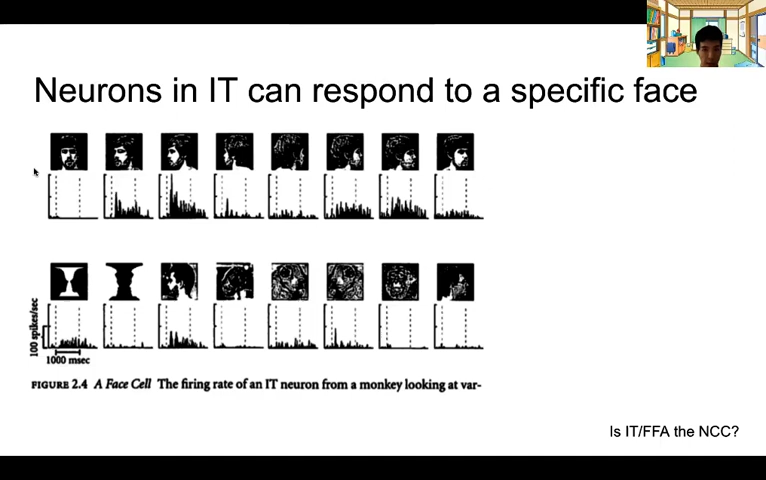 Neurons in IT can respond to a specific face
100 spikes/sec
1000 msec
FIGURE 2.4 A Face Cell The firing rate of an IT neuron from a monkey looking at var-
Is IT/FFA the NCC?